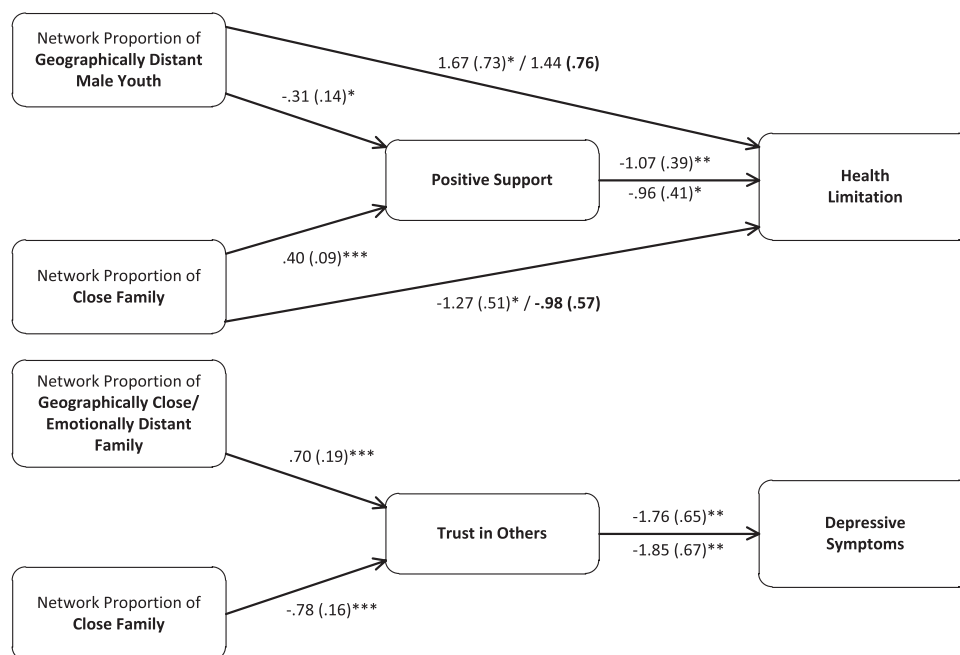 Network Proportion of
Geographically Distant
Male Youth
1.67 (.73)* / 1.44 (.76)
-.31 (.14)*
Positive Support
-1.07 (.39)**
-.96 (.41)*
Health
Limitation
.40 (.09)***
Network Proportion of
Close Family
-1.27 (.51)* / -.98 (.57)
Network Proportion of
Geographically Close/
Emotionally Distant
Family
.70 (.19)***
Trust in Others
-1.76 (.65)**
-1.85 (.67)**
Depressive
Symptoms
Network Proportion of
Close Family
-.78 (.16)***